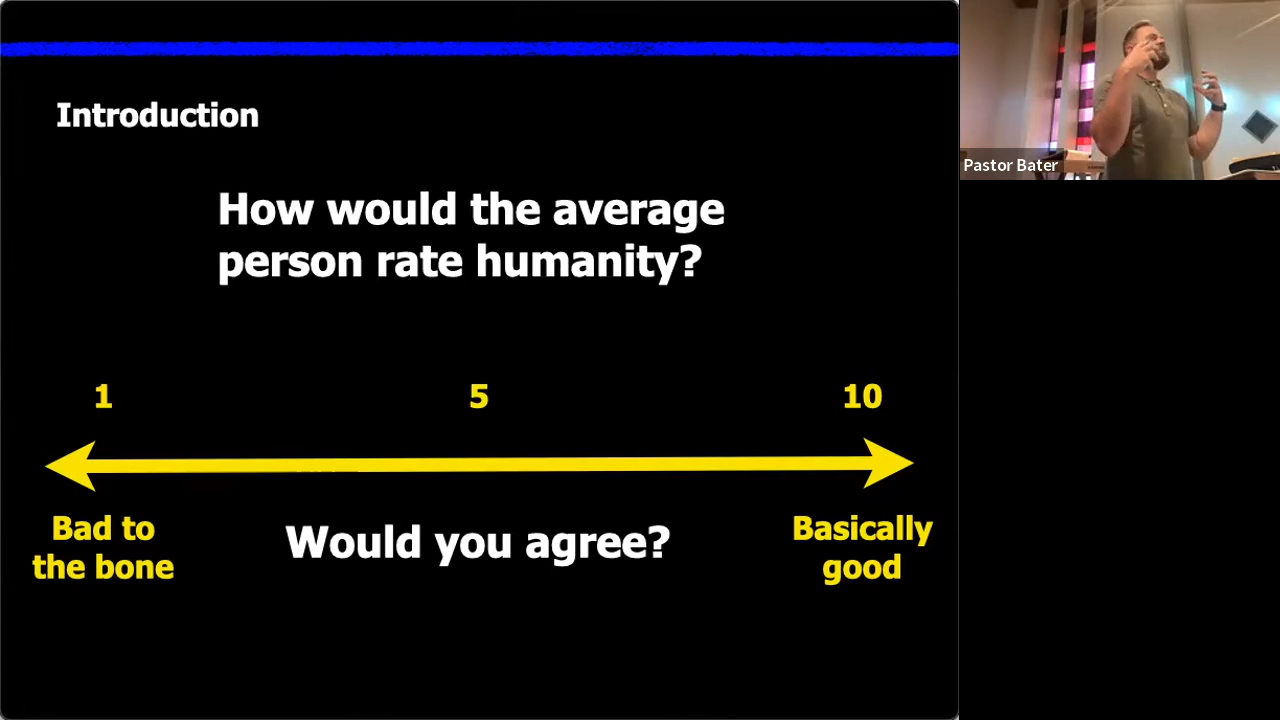 Introduction
How would the average
person rate humanity?
1
5
10
Bad to
the bone
Would you agree?
Basically
good
Pastor Bater